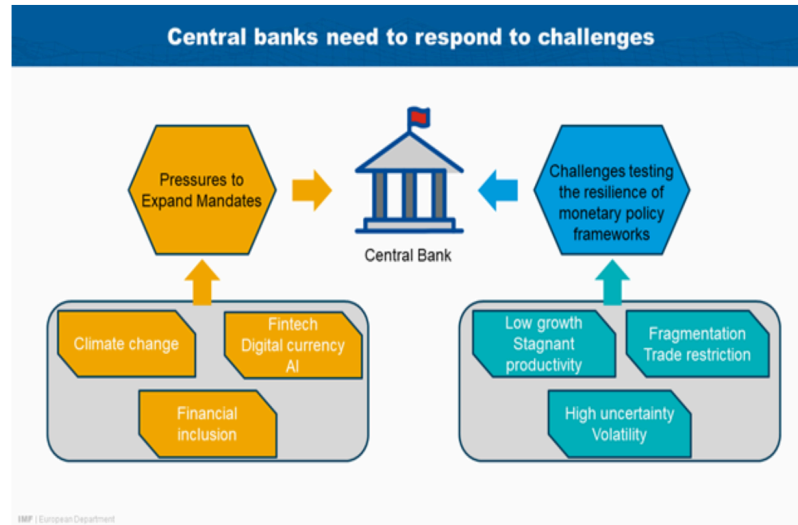 Central banks need to respond to challenges
Pressures to
Expand Mandates
Central Bank
Challenges testing
the resilience of
monetary policy
frameworks
Climate change
Fintech
Digital currency
AI
Financial
inclusion
Low growth
Stagnant
productivity
Fragmentation
Trade restriction
High uncertainty
Volatility
IMF | European Department